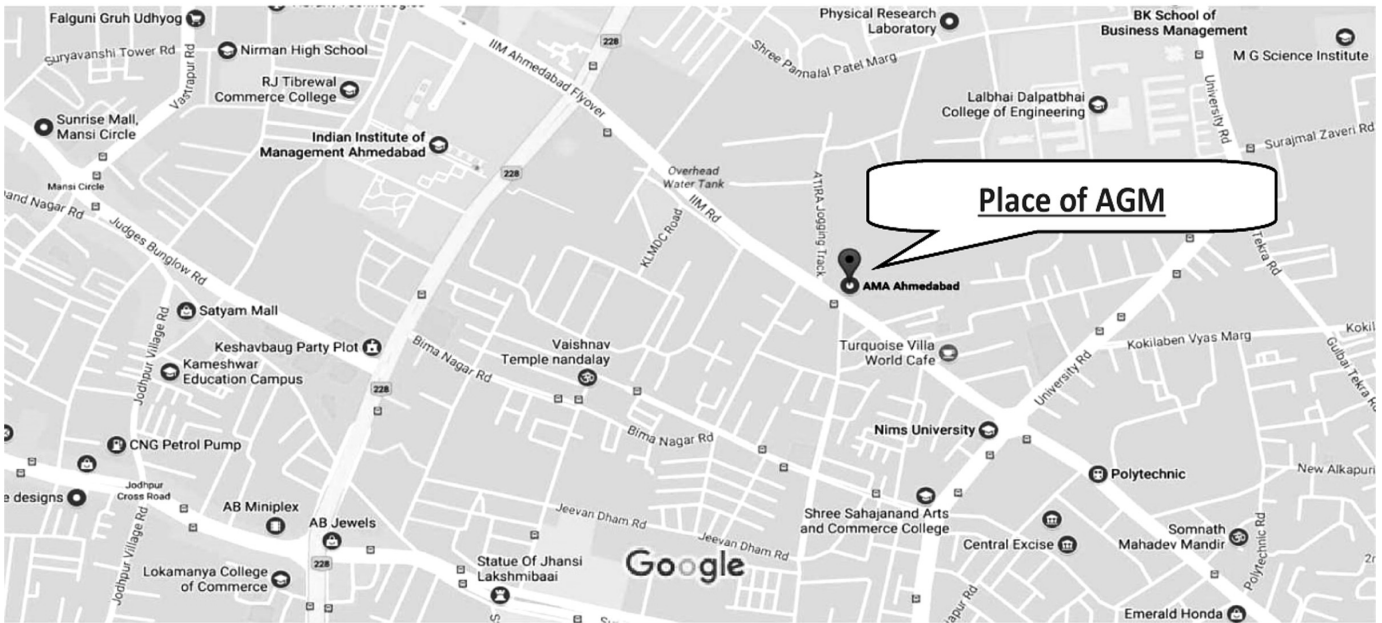 Falguni Gruh Udhyog
Suryavanshi Tower Rd
Nirman High School
Vastrapur Rd
RJ Tibrewal
Commerce College
Sunrise Mall,
Mansi Circle
Mansi Circle
Indian Institute of
Management Ahmedabad
228
IIM Ahmedabad Flyover
228
Physical Research
Laboratory
Shree Pannalal Patel Marg
BK School of
Business Management
M G Science Institute
University Rd
Lalbhai Dalpatbhai
College of Engineering
Surajmal Zaveri Rd
Overhead
Water Tank
IIM Rd
KLMDC Road
ATIRA Jogging Track
Place of AGM
AMA Ahmedabad
and Nagar Rd
Judges Bunglow Rd
Satyam Mall
Jodhpur Village Rd
Keshavbaug Party Plot
Kameshwar
Education Campus
228
Bima Nagar Rd
Vaishnav
Temple nandalay
Bima Nagar Rd
Turquoise Villa
World Cafe
University Rd
Kokilaben Vyas Marg
Kokil
Tekra Rd
Gulbai Tekra Rd
Nims University
Polytechnic
New Alkapuri
CNG Petrol Pump
e designs
Jodhpur
Cross Road
Jodhpur Village Rd
AB Miniplex
AB Jewels
228
Lokamanya College
of Commerce
Jeevan Dham Rd
Jeevan Dham Rd
Statue Of Jhansi
Lakshmibaai
Google
Shree Sahajanand Arts
and Commerce College
Central Excise
Somnath
Mahadev Mandir
Polytechnic Rd
Emerald Honda
apur Rd